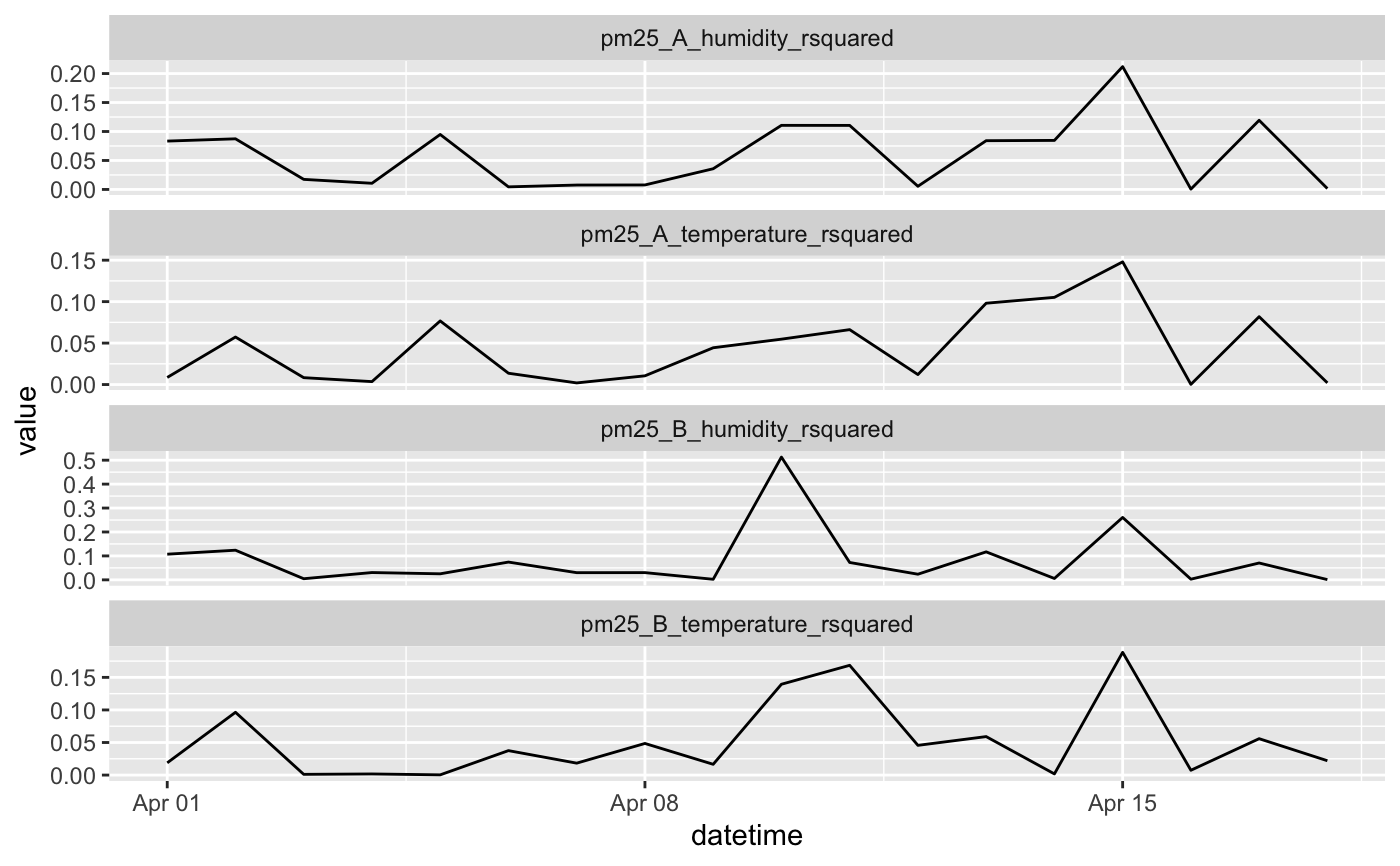 pm25_A_humidity_rsquared
0.20
0.15
0.10
0.05
0.00
pm25_A_temperature_rsquared
0.15
0.10
0.05
0.00
value
pm25_B_humidity_rsquared
0.5
0.4
0.3
0.2
0.1
0.0
pm25_B_temperature_rsquared
0.15
0.10
0.05
0.00
Apr 01 Apr 08 Apr 15
datetime